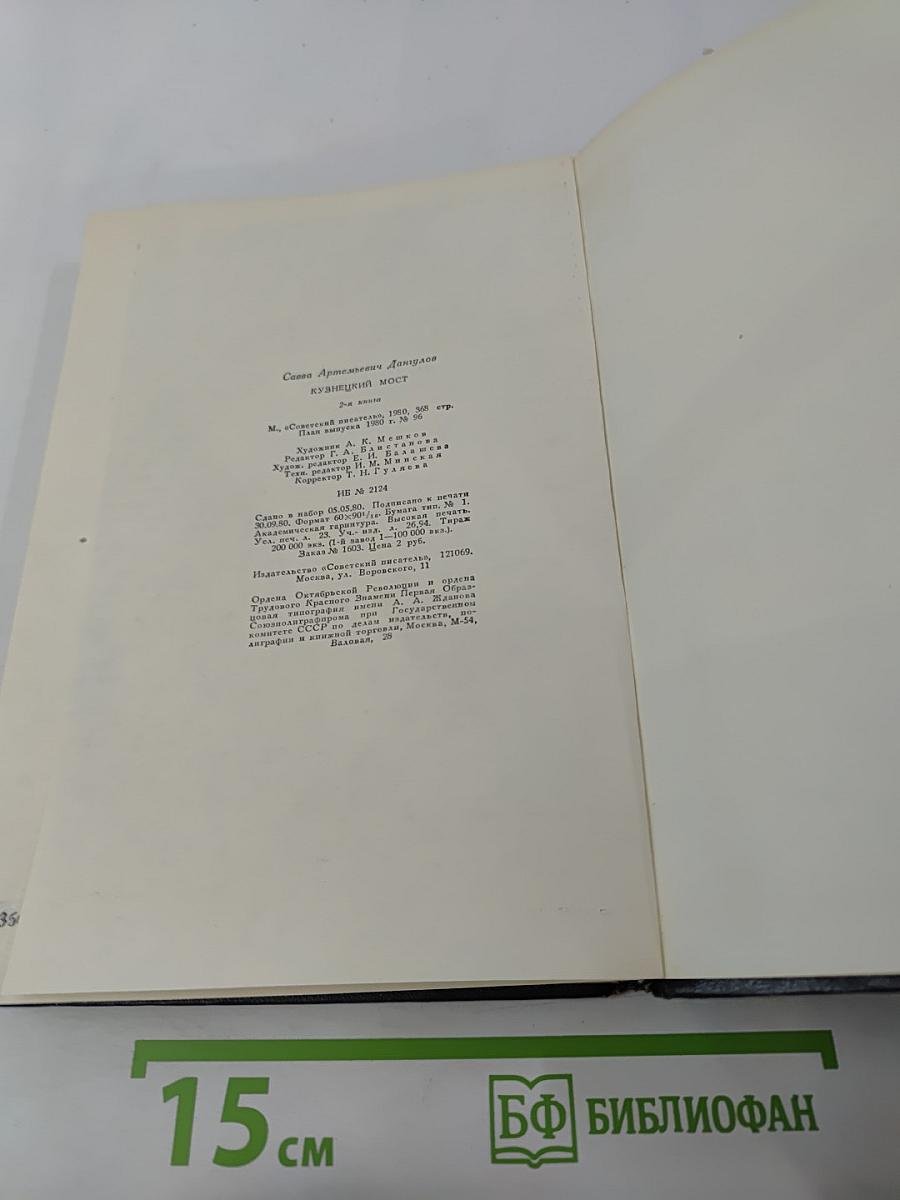 Савва Артемьевич Дангулов
КУЗНЕЦКИЙ МОСТ
2-я книга
М., «Советский писатель», 1980, 368 стр.
План выпуска 1980 г. № 96
Художник А. К. Мешков
Редактор Г. А. Блистанова
Худож. редактор Е. И. Балашева
Техн. редактор И. М. Минская
Корректор Т. Н. Гуляева
ИБ № 2124
Сдано в набор 05.05.80. Подписано к печати
30.09.80. Формат 60×90¹/₁₆. Бумага тип. № 1.
Академическая гарнитура. Высокая печать.
Усл. печ. л. 23. Уч.-изд. л. 26,94. Тираж
200 000 экз. (1-й завод 1—100 000 экз.).
Заказ № 1603. Цена 2 руб.
Издательство «Советский писатель», 121069.
Москва, ул. Воровского, 11
Ордена Октябрьской Революции и ордена
Трудового Красного Знамени Первая Образ-
цовая типография имени А. А. Жданова
Союзполиграфпрома при Государственном
комитете СССР по делам издательств, по-
лиграфии и книжной торговли, Москва, М-54,
Валовая, 28
15 см
БФ БИБЛИОФАН